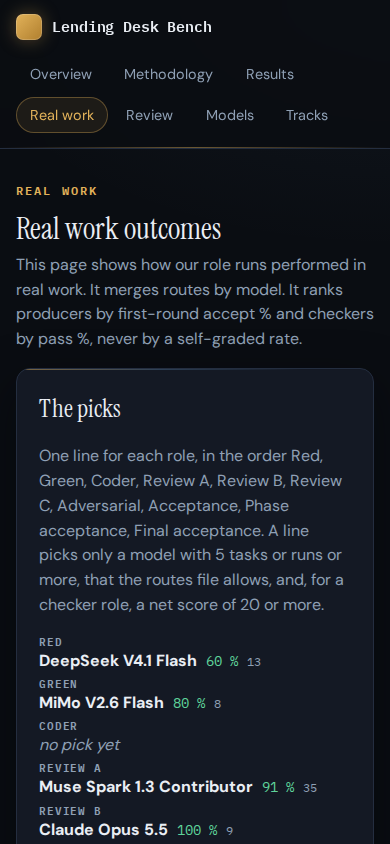 Lending Desk Bench
Overview Methodology Results
Real work Review Models Tracks
REAL WORK
Real work outcomes
This page shows how our role runs performed in
real work. It merges routes by model. It ranks
producers by first-round accept % and checkers
by pass %, never by a self-graded rate.
The picks
One line for each role, in the order Red,
Green, Coder, Review A, Review B, Review
C, Adversarial, Acceptance, Phase
acceptance, Final acceptance. A line
picks only a model with 5 tasks or runs or
more, that the routes file allows, and, for a
checker role, a net score of 20 or more.
RED
DeepSeek V4.1 Flash 60 % 13
GREEN
MiMo V2.6 Flash 80 % 8
CODER
no pick yet
REVIEW A
Muse Spark 1.3 Contributor 91 % 35
REVIEW B
Claude Opus 5.5 100 % 9